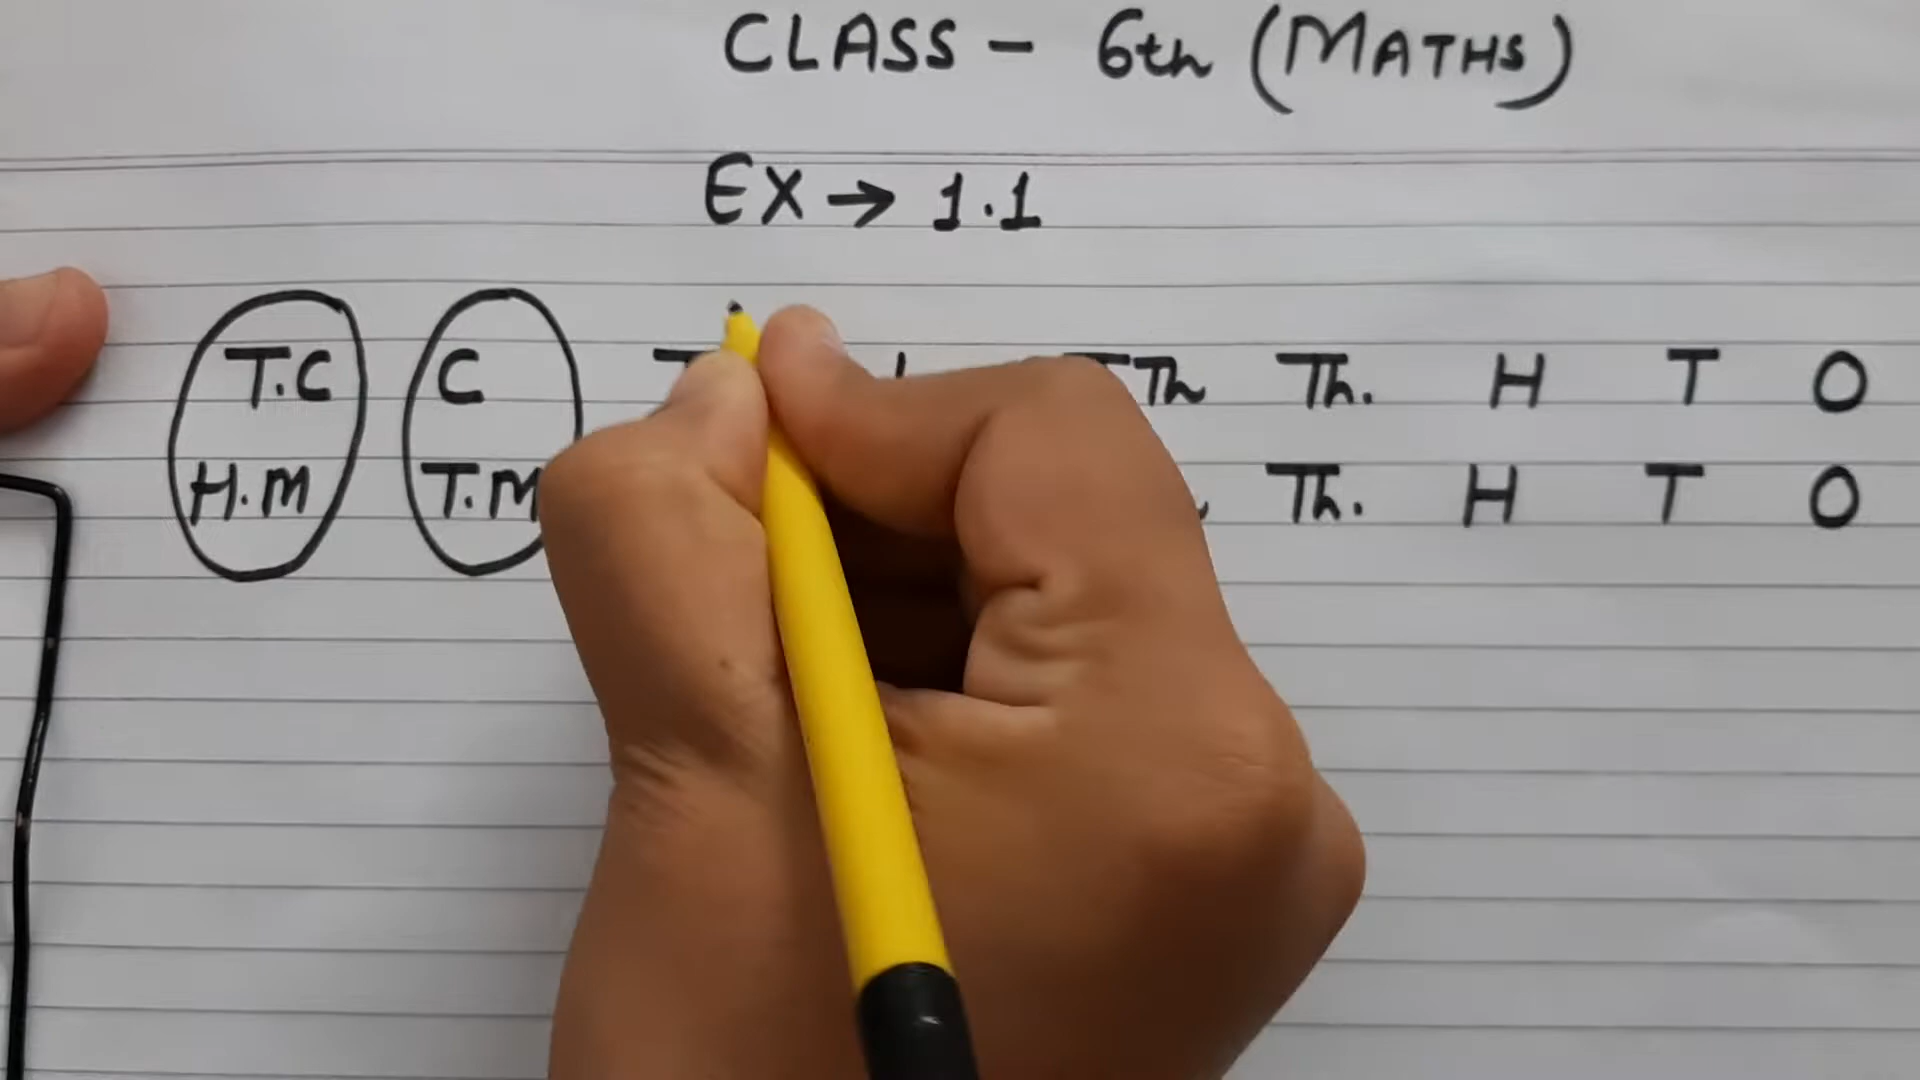 CLASS - 6th (MATHS)
EX → 1.1
T.C C T Th Th. H T O
H.M T.M Th. H T O